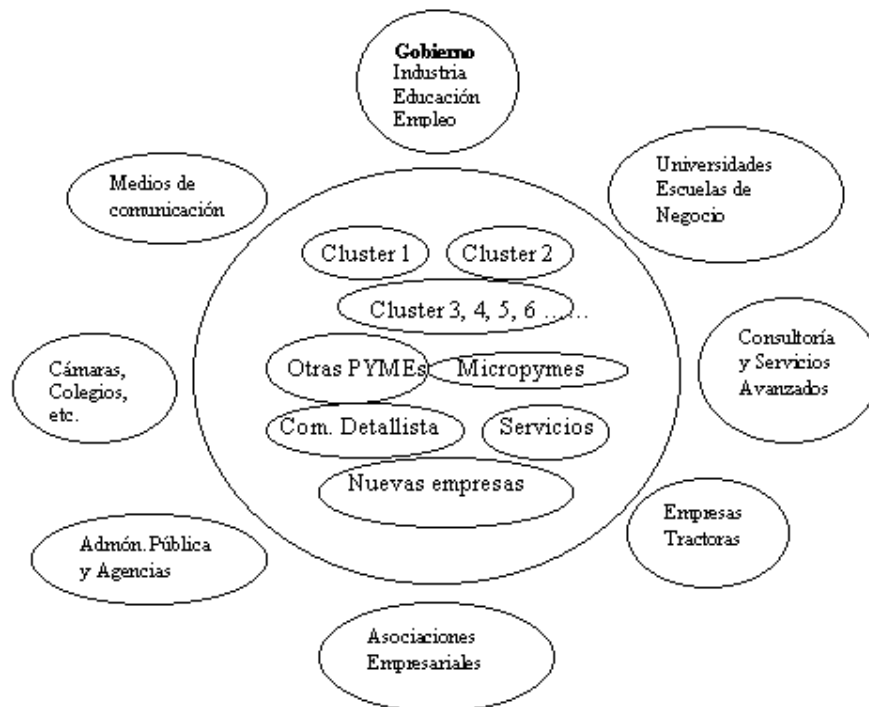 Gobierno
Industria
Educación
Empleo
Medios de
comunicación
Universidades
Escuelas de
Negocio
Cluster 1
Cluster 2
Cluster 3, 4, 5, 6 ……
Otras PYMEs
Micropymes
Com. Detallista
Servicios
Nuevas empresas
Cámaras,
Colegios,
etc.
Consultoría
y Servicios
Avanzados
Empresas
Tractoras
Admón. Pública
y Agencias
Asociaciones
Empresariales